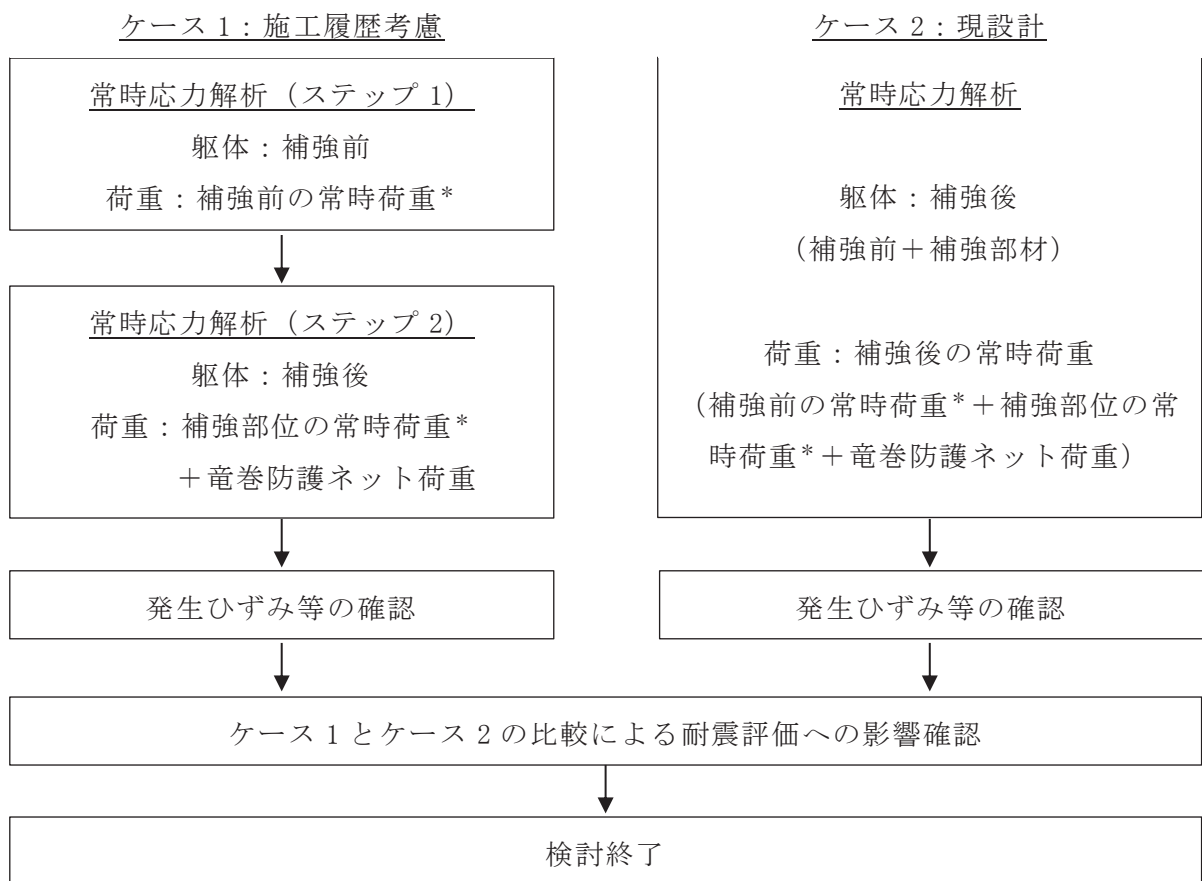 ケース 1：施工履歴考慮
常時応力解析（ステップ 1）
躯体：補強前
荷重：補強前の常時荷重*
常時応力解析（ステップ 2）
躯体：補強後
荷重：補強部位の常時荷重*
＋竜巻防護ネット荷重
発生ひずみ等の確認
ケース 2：現設計
常時応力解析
躯体：補強後
（補強前＋補強部材）
荷重：補強後の常時荷重
（補強前の常時荷重*＋補強部位の常
時荷重*＋竜巻防護ネット荷重）
発生ひずみ等の確認
ケース 1 とケース 2 の比較による耐震評価への影響確認
検討終了